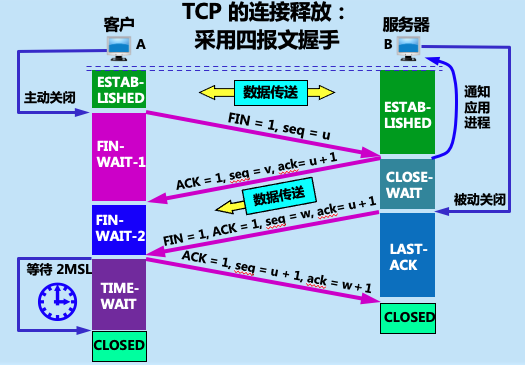 TCP 的连接释放：
采用四报文握手
客户
A
服务器
B
ESTAB-
LISHED
主动关闭
数据传送
ESTAB-
LISHED
通知
应用
进程
FIN = 1, seq = u
FIN-
WAIT-1
ACK = 1, seq = v, ack= u + 1
CLOSE-
WAIT
数据传送
被动关闭
FIN = 1, ACK = 1, seq = w, ack= u + 1
FIN-
WAIT-2
LAST-
ACK
ACK = 1, seq = u + 1, ack = w + 1
等待 2MSL
TIME-
WAIT
CLOSED
CLOSED